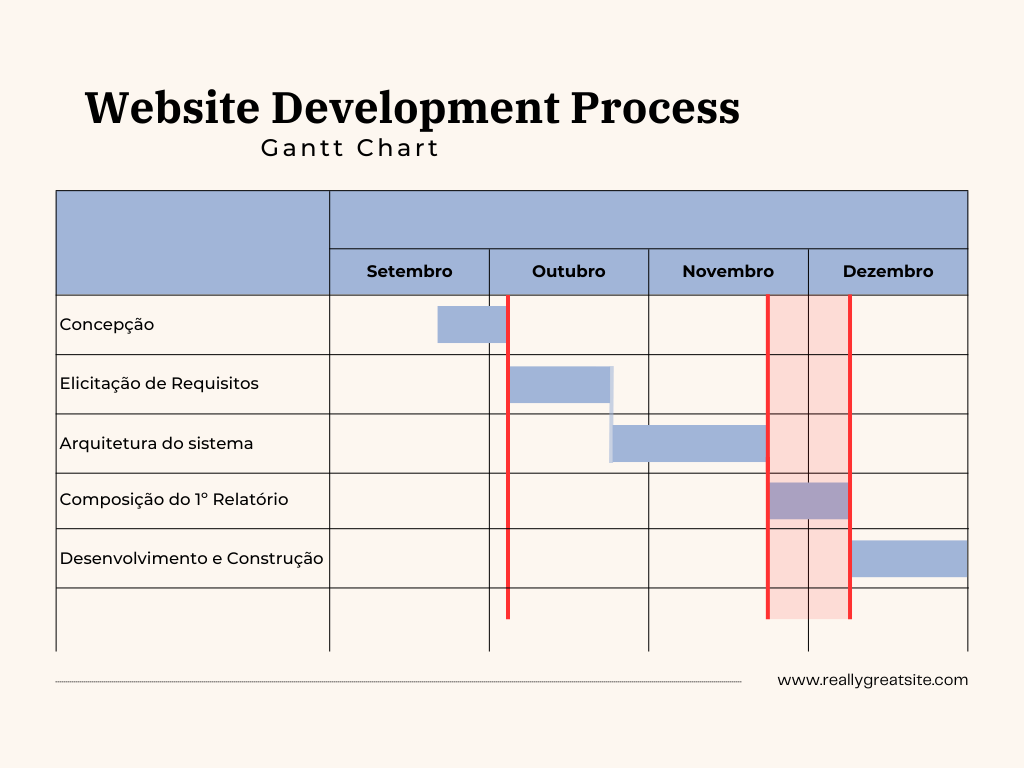 Website Development Process
Gantt Chart
Setembro
Outubro
Novembro
Dezembro
Concepção
Elicitação de Requisitos
Arquitetura do sistema
Composição do 1º Relatório
Desenvolvimento e Construção
www.reallygreatsite.com